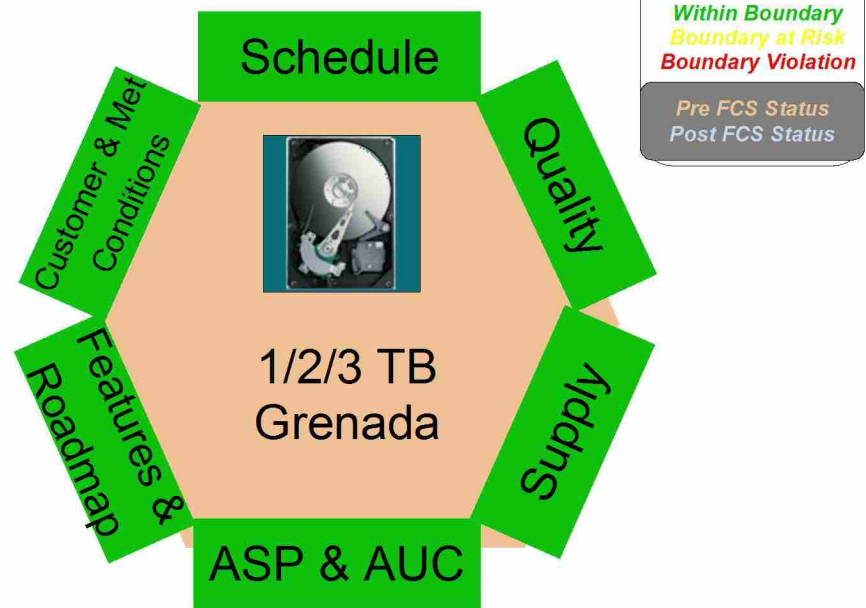 Schedule
Within Boundary
Boundary at Risk
Boundary Violation
Pre FCS Status
Post FCS Status
Customer & Met
Conditions
Quality
1/2/3 TB
Grenada
Features &
Roadmap
Supply
ASP & AUC